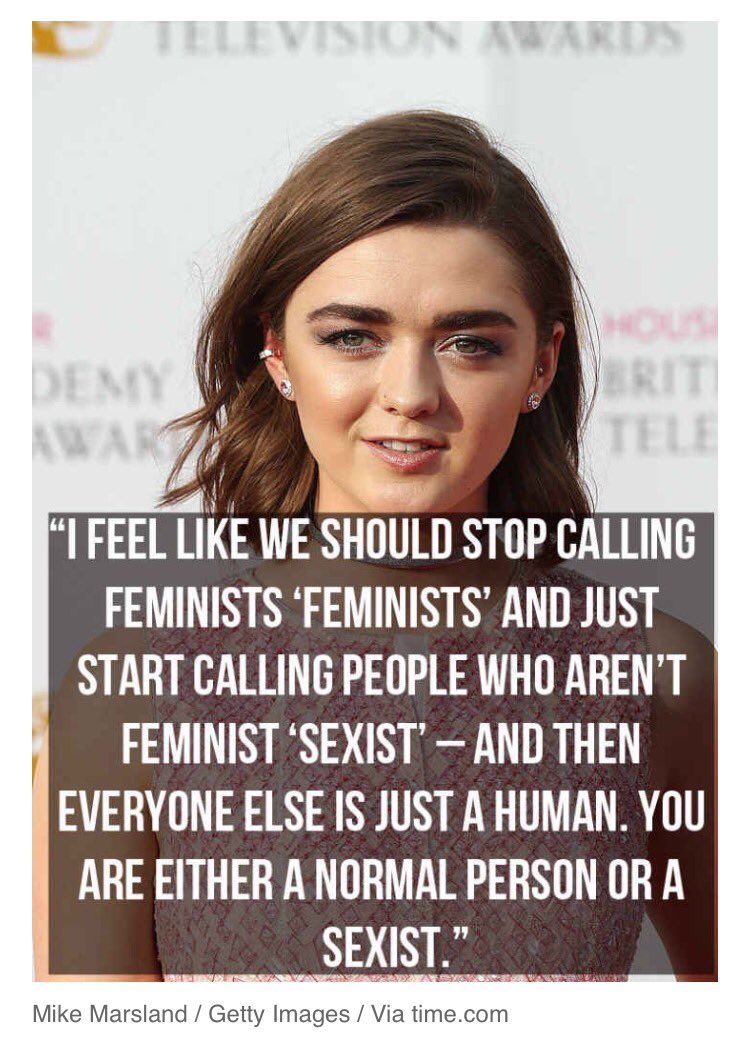 TELEVISION AWARDS
HOUS
DEMY
BRITI
AWAR
TELE
“I FEEL LIKE WE SHOULD STOP CALLING
FEMINISTS ‘FEMINISTS’ AND JUST
START CALLING PEOPLE WHO AREN’T
FEMINIST ‘SEXIST’ – AND THEN
EVERYONE ELSE IS JUST A HUMAN. YOU
ARE EITHER A NORMAL PERSON OR A
SEXIST.”
Mike Marsland / Getty Images / Via time.com